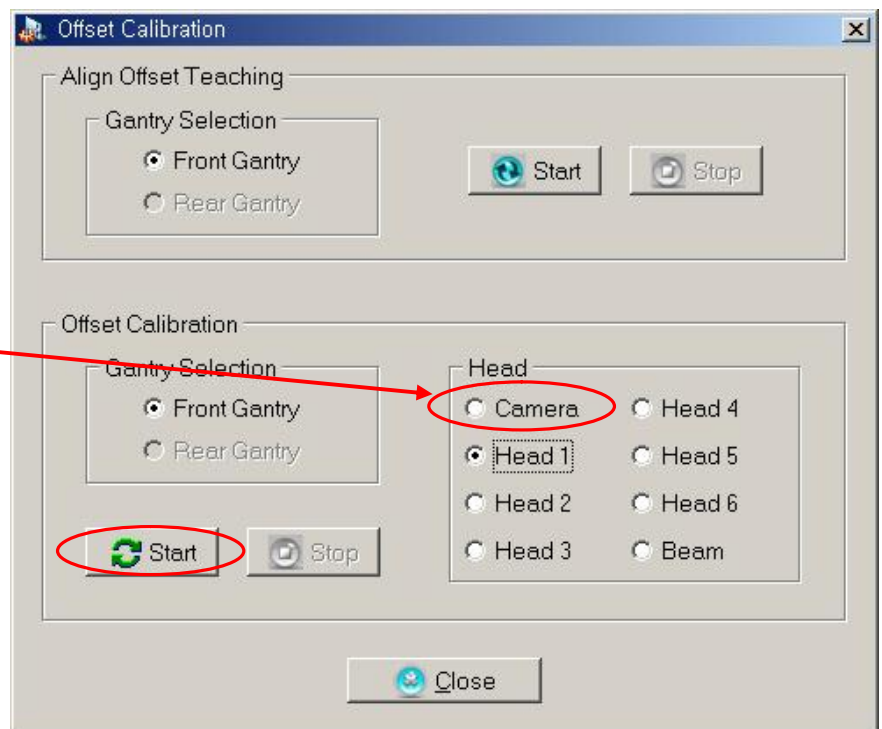 Offset Calibration
Align Offset Teaching
Gantry Selection
Front Gantry
Rear Gantry
Start
Stop
Offset Calibration
Gantry Selection
Front Gantry
Rear Gantry
Start
Stop
Head
Camera
Head 1
Head 2
Head 3
Head 4
Head 5
Head 6
Beam
Close